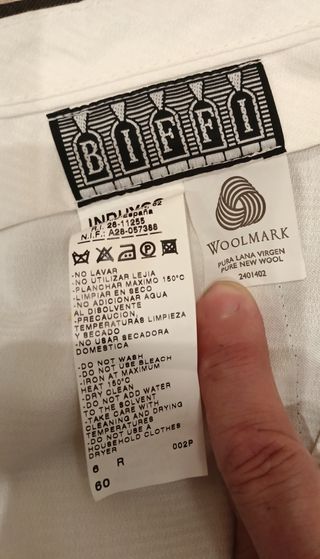 BIFFI
INDUYC 92
España
R.I. 28-11255
N.I.F.: A28-057388
P
-NO LAVAR
-NO UTILIZAR LEJIA
-PLANCHAR MAXIMO 150°C
-LIMPIAR EN SECO
-NO ADICIONAR AGUA
AL DISOLVENTE
-PRECAUCION,
TEMPERATURAS LIMPIEZA
Y SECADO
-NO USAR SECADORA
DOMESTICA
-DO NOT WASH
-DO NOT USE BLEACH
-IRON AT MAXIMUM
HEAT 150°C
-DRY CLEAN
-DO NOT ADD WATER
TO THE SOLVENT
-TAKE CARE WITH
CLEANING AND DRYING
TEMPERATURES
-DO NOT USE A
HOUSEHOLD CLOTHES
DRYER
6 R 002P
60
WOOLMARK
PURA LANA VIRGEN
PURE NEW WOOL
2401402